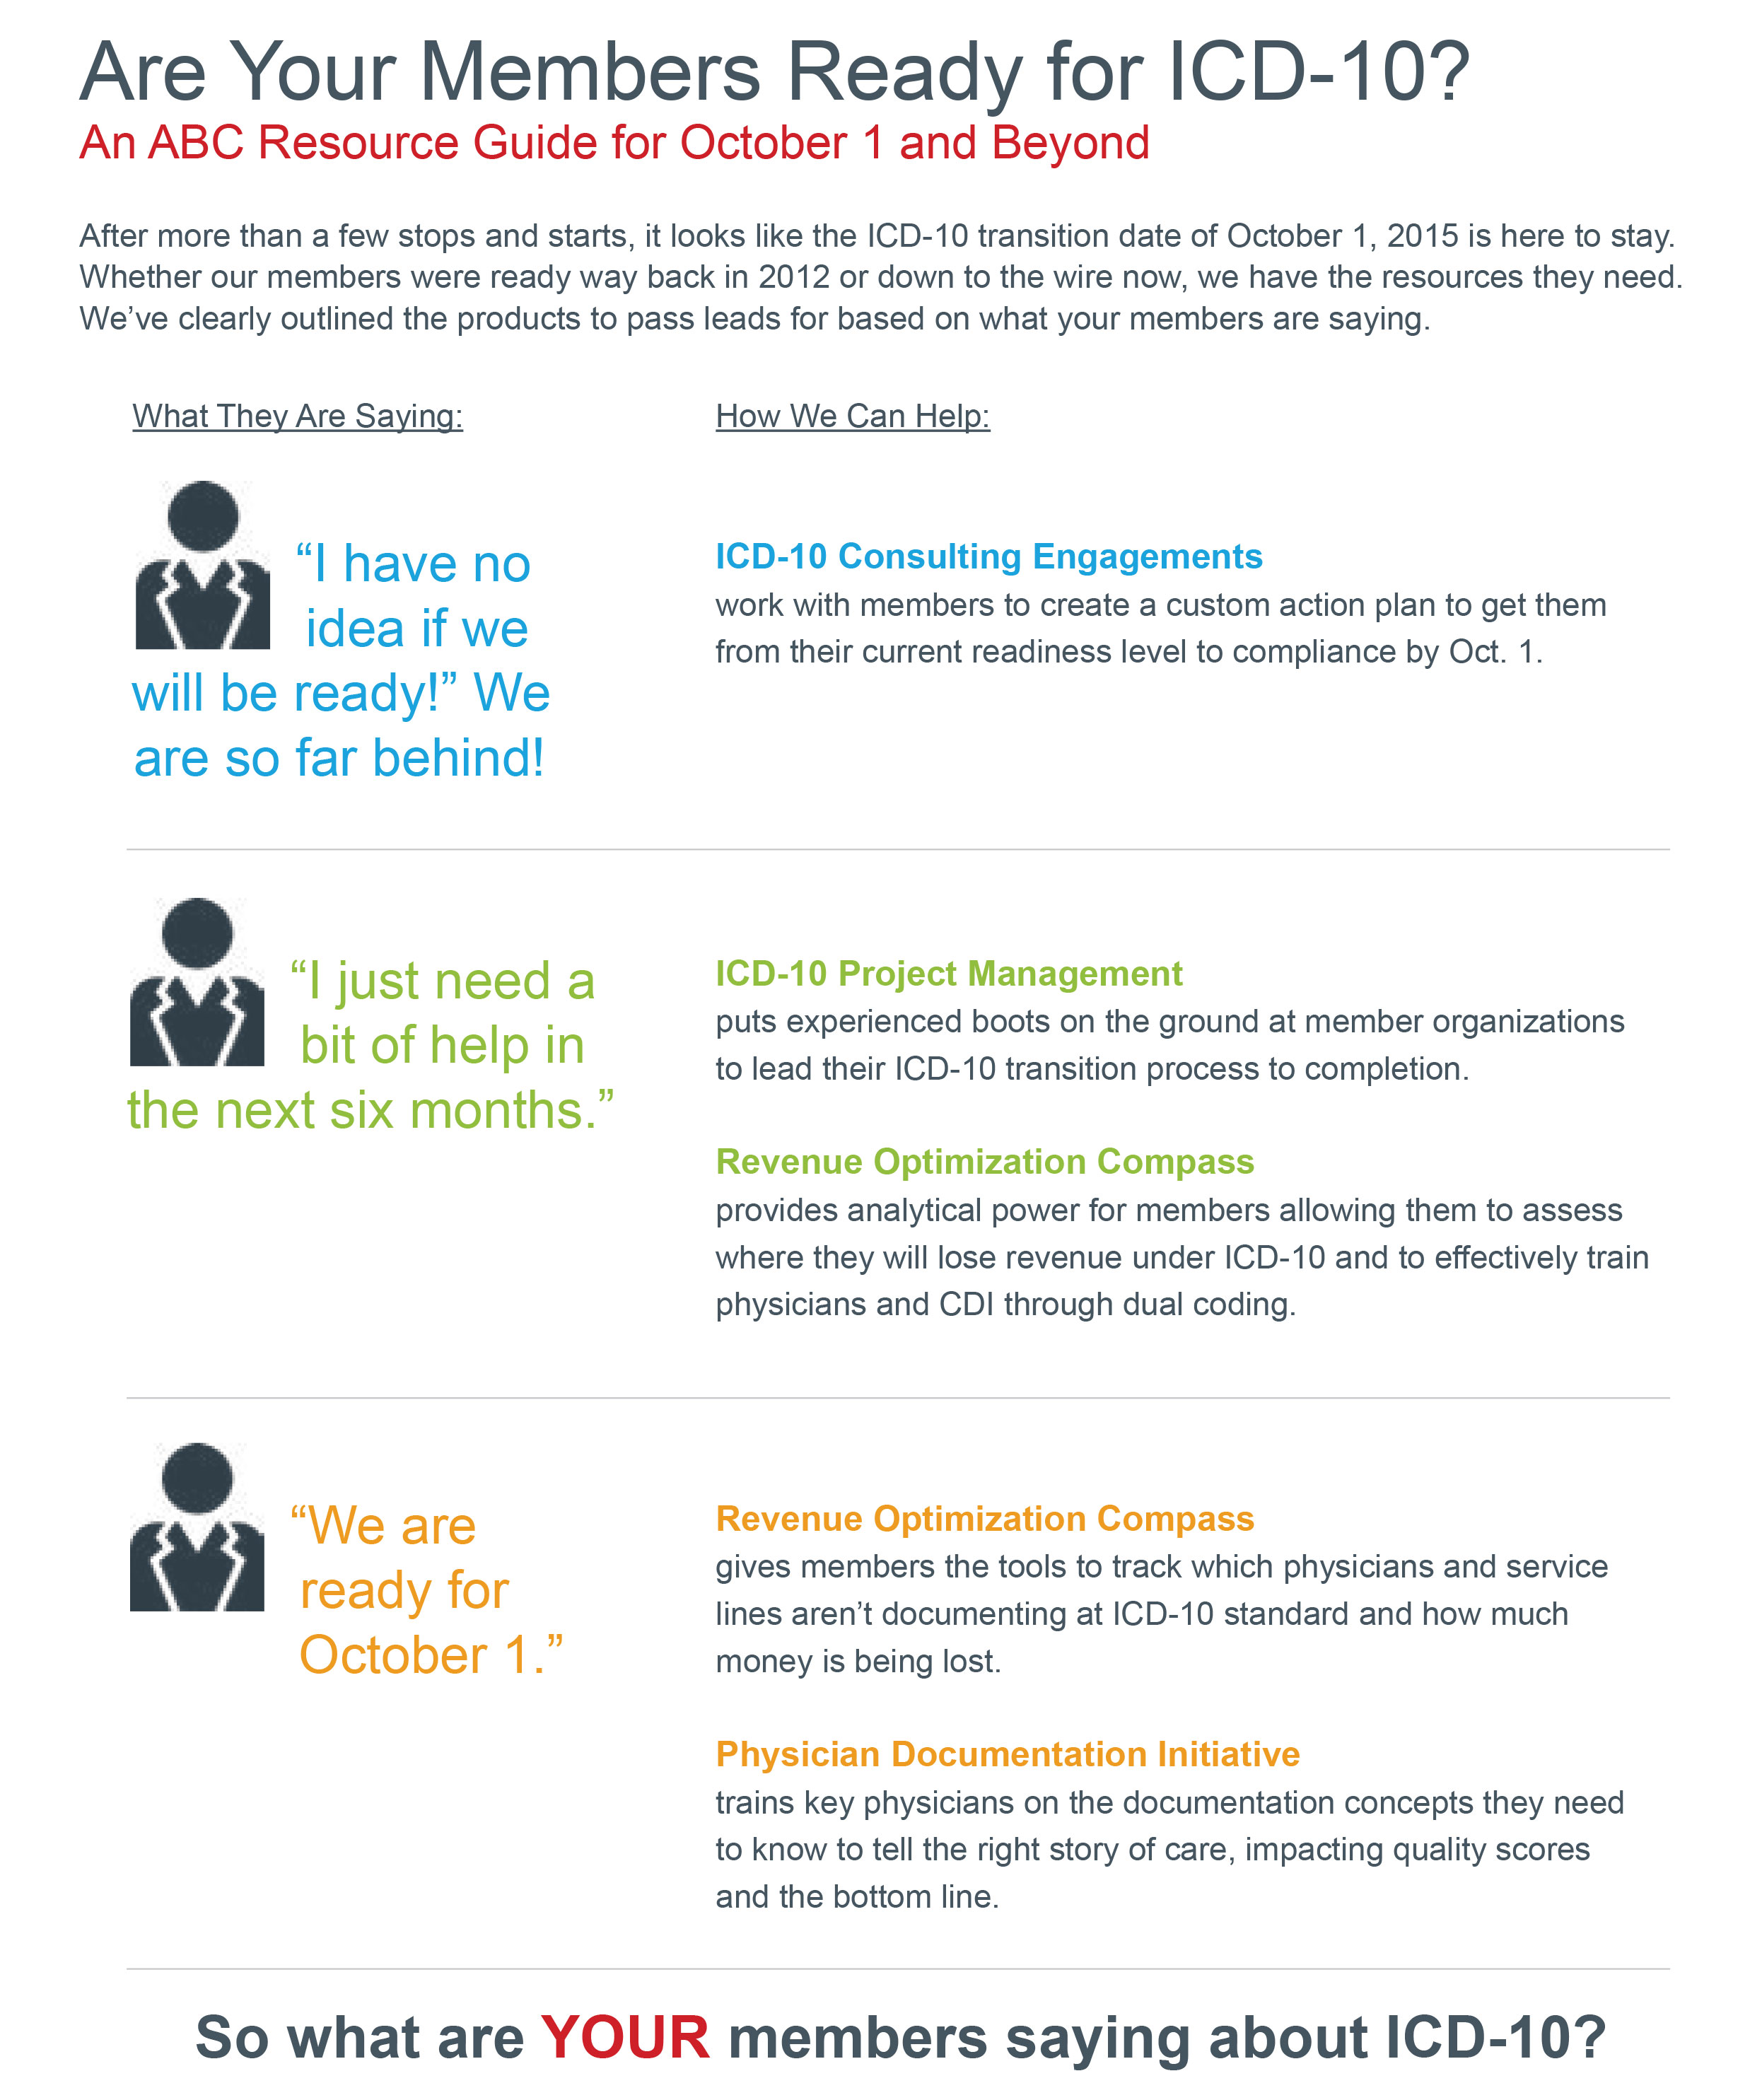 Are Your Members Ready for ICD-10?
An ABC Resource Guide for October 1 and Beyond
After more than a few stops and starts, it looks like the ICD-10 transition date of October 1, 2015 is here to stay.
Whether our members were ready way back in 2012 or down to the wire now, we have the resources they need.
We’ve clearly outlined the products to pass leads for based on what your members are saying.
What They Are Saying:
How We Can Help:
“I have no
idea if we
will be ready!” We
are so far behind!
ICD-10 Consulting Engagements
work with members to create a custom action plan to get them
from their current readiness level to compliance by Oct. 1.
“I just need a
bit of help in
the next six months.”
ICD-10 Project Management
puts experienced boots on the ground at member organizations
to lead their ICD-10 transition process to completion.
Revenue Optimization Compass
provides analytical power for members allowing them to assess
where they will lose revenue under ICD-10 and to effectively train
physicians and CDI through dual coding.
“We are
ready for
October 1.”
Revenue Optimization Compass
gives members the tools to track which physicians and service
lines aren’t documenting at ICD-10 standard and how much
money is being lost.
Physician Documentation Initiative
trains key physicians on the documentation concepts they need
to know to tell the right story of care, impacting quality scores
and the bottom line.
So what are YOUR members saying about ICD-10?